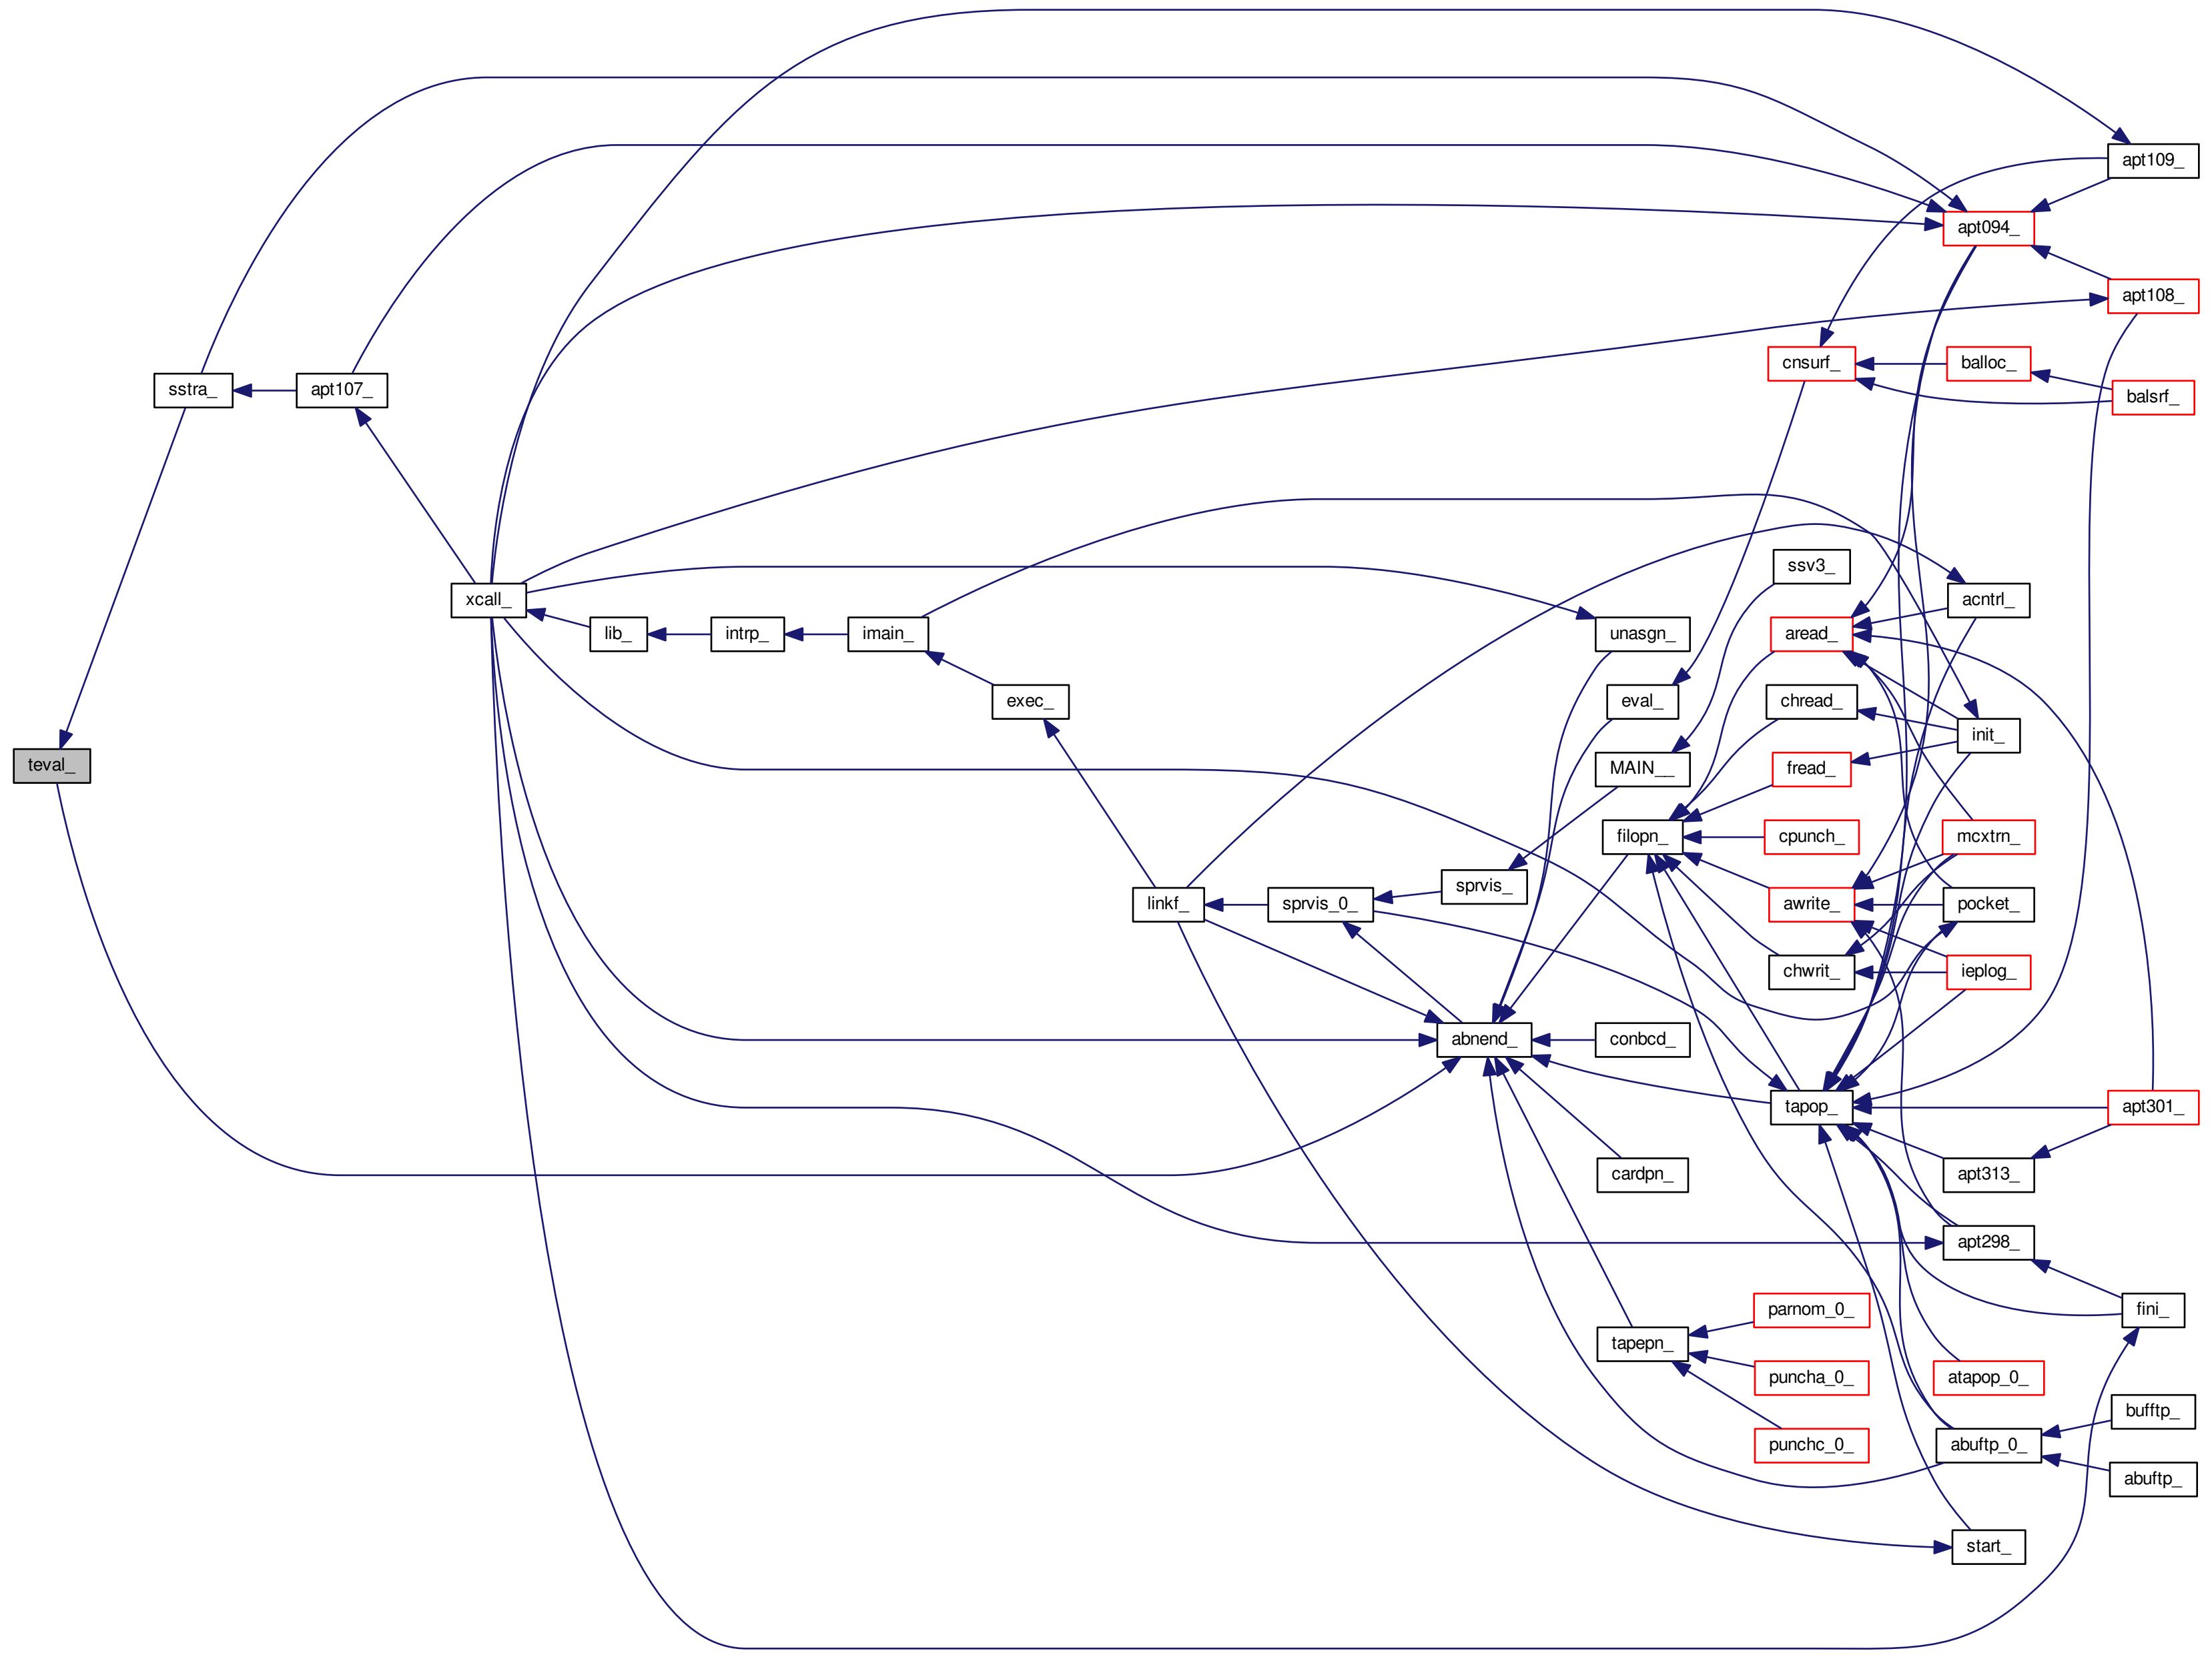 apt109_
apt094_
apt108_
cnsurf_
balloc_
balsrf_
sstra_
apt107_
ssv3_
xcall_
acntrl_
lib_
intrp_
imain_
unasgn_
aread_
exec_
eval_
chread_
init_
teval_
MAIN__
fread_
filopn_
cpunch_
mcxtrn_
sprvis_
linkf_
sprvis_0_
awrite_
pocket_
chwrit_
ieplog_
abnend_
conbcd_
tapop_
apt301_
cardpn_
apt313_
apt298_
parnom_0_
fini_
tapepn_
puncha_0_
atapop_0_
bufftp_
punchc_0_
abuftp_0_
abuftp_
start_